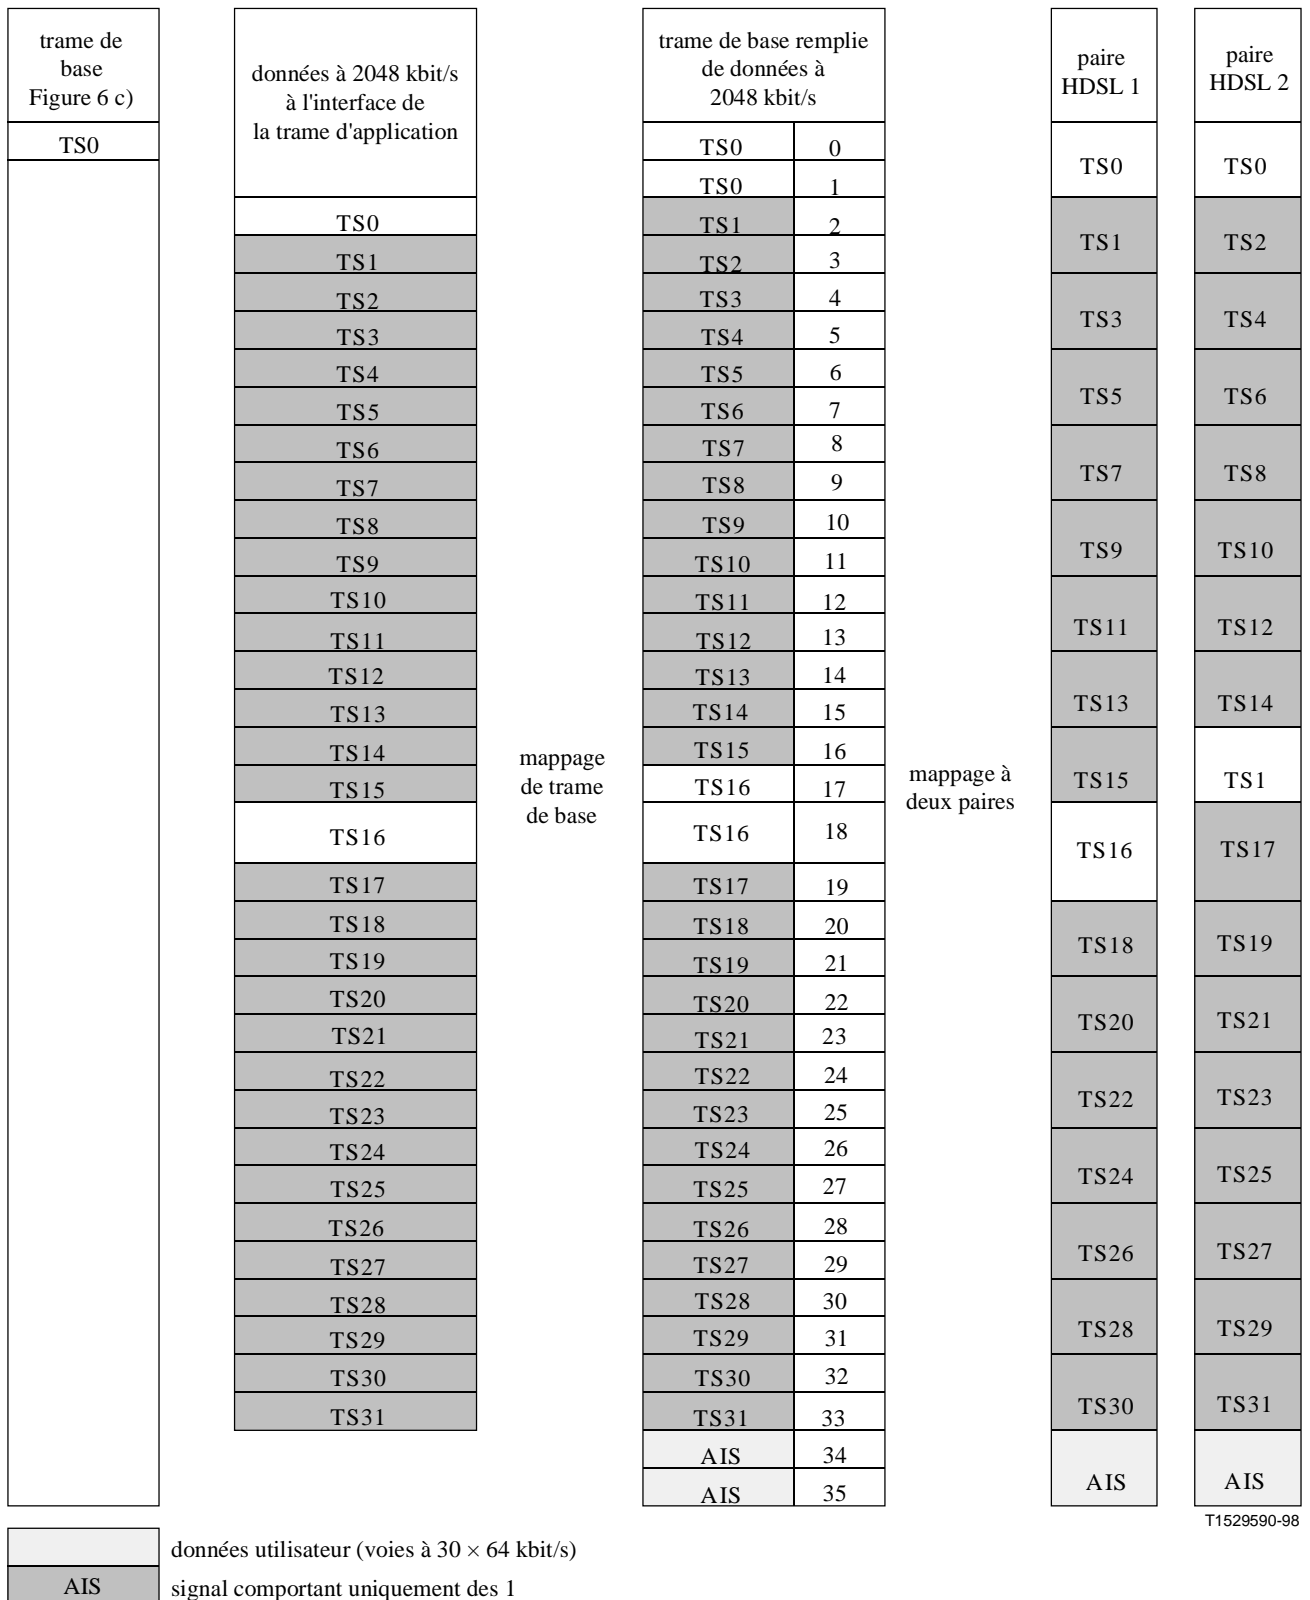 trame de
base
Figure 6 c)
TS0
données à 2048 kbit/s
à l'interface de
la trame d'application
TS0
TS1
TS2
TS3
TS4
TS5
TS6
TS7
TS8
TS9
TS10
TS11
TS12
TS13
TS14
TS15
TS16
TS17
TS18
TS19
TS20
TS21
TS22
TS23
TS24
TS25
TS26
TS27
TS28
TS29
TS30
TS31
mappage
de trame
de base
trame de base remplie
de données à
2048 kbit/s
TS0 0
TS0 1
TS1 2
TS2 3
TS3 4
TS4 5
TS5 6
TS6 7
TS7 8
TS8 9
TS9 10
TS10 11
TS11 12
TS12 13
TS13 14
TS14 15
TS15 16
TS16 17
TS16 18
TS17 19
TS18 20
TS19 21
TS20 22
TS21 23
TS22 24
TS23 25
TS24 26
TS25 27
TS26 28
TS27 29
TS28 30
TS29 31
TS30 32
TS31 33
AIS 34
AIS 35
mappage à
deux paires
paire
HDSL 1
TS0
TS1
TS3
TS5
TS7
TS9
TS11
TS13
TS15
TS16
TS18
TS20
TS22
TS24
TS26
TS28
TS30
AIS
paire
HDSL 2
TS0
TS2
TS4
TS6
TS8
TS10
TS12
TS14
TS1
TS17
TS19
TS21
TS23
TS25
TS27
TS29
TS31
AIS
T1529590-98
données utilisateur (voies à 30 × 64 kbit/s)
AIS signal comportant uniquement des 1